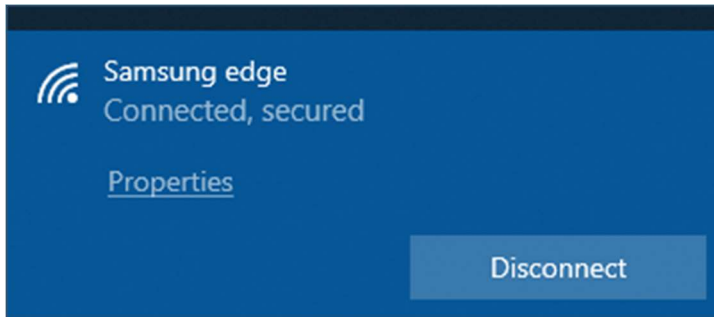 Samsung edge
Connected, secured
Properties
Disconnect